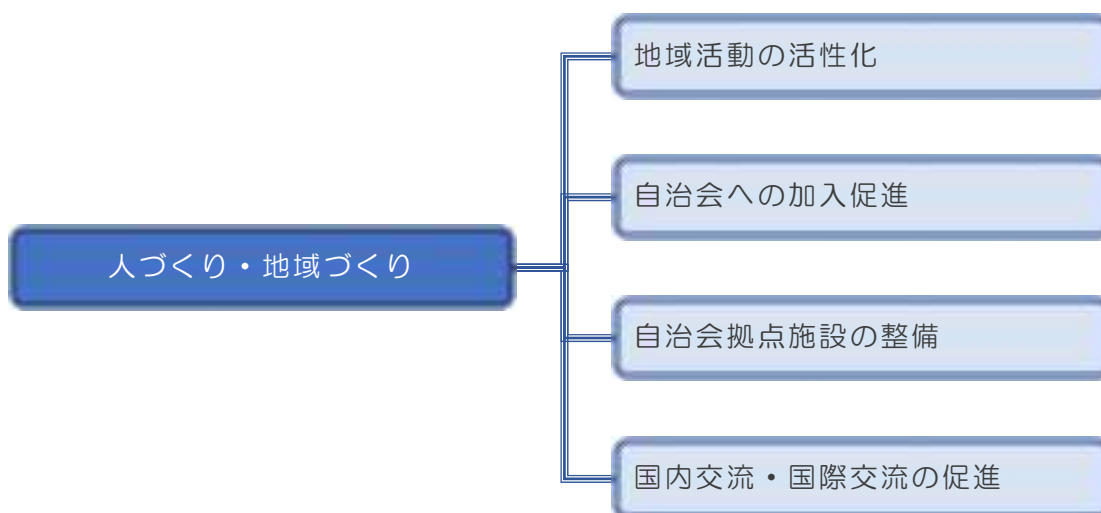 地域活動の活性化
自治会への加入促進
人づくり・地域づくり
自治会拠点施設の整備
国内交流・国際交流の促進